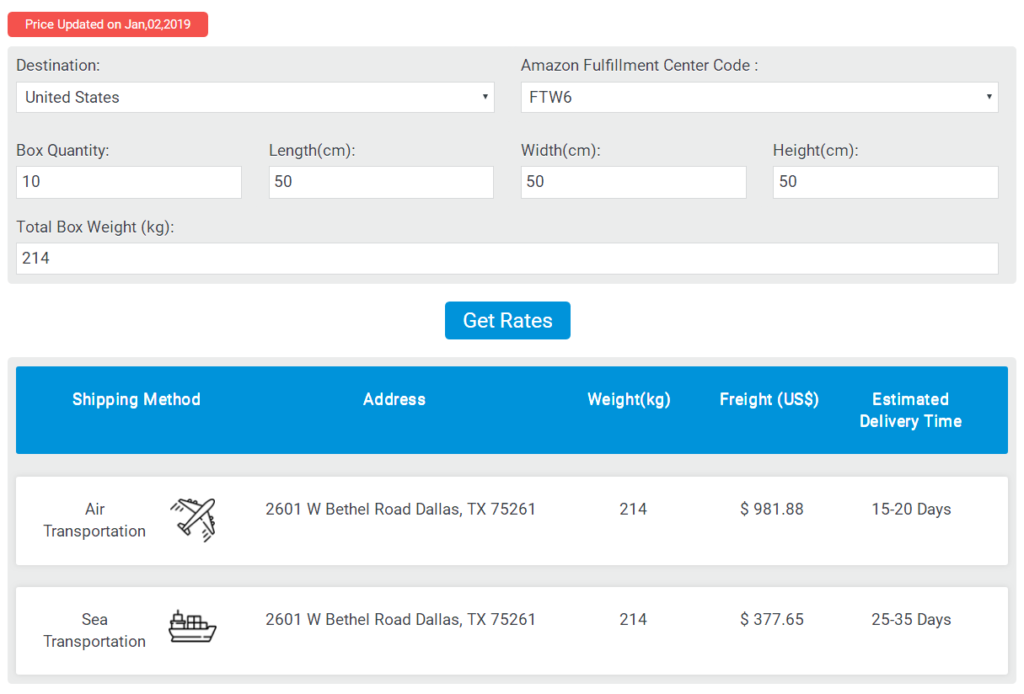 Price Updated on Jan,02,2019
Destination:
Amazon Fulfillment Center Code :
United States
FTW6
Box Quantity:
Length(cm):
Width(cm):
Height(cm):
10
50
50
50
Total Box Weight (kg):
214
Get Rates
Shipping Method
Address
Weight(kg)
Freight (US$)
Estimated
Delivery Time
Air
Transportation
2601 W Bethel Road Dallas, TX 75261
214
$ 981.88
15-20 Days
Sea
Transportation
2601 W Bethel Road Dallas, TX 75261
214
$ 377.65
25-35 Days